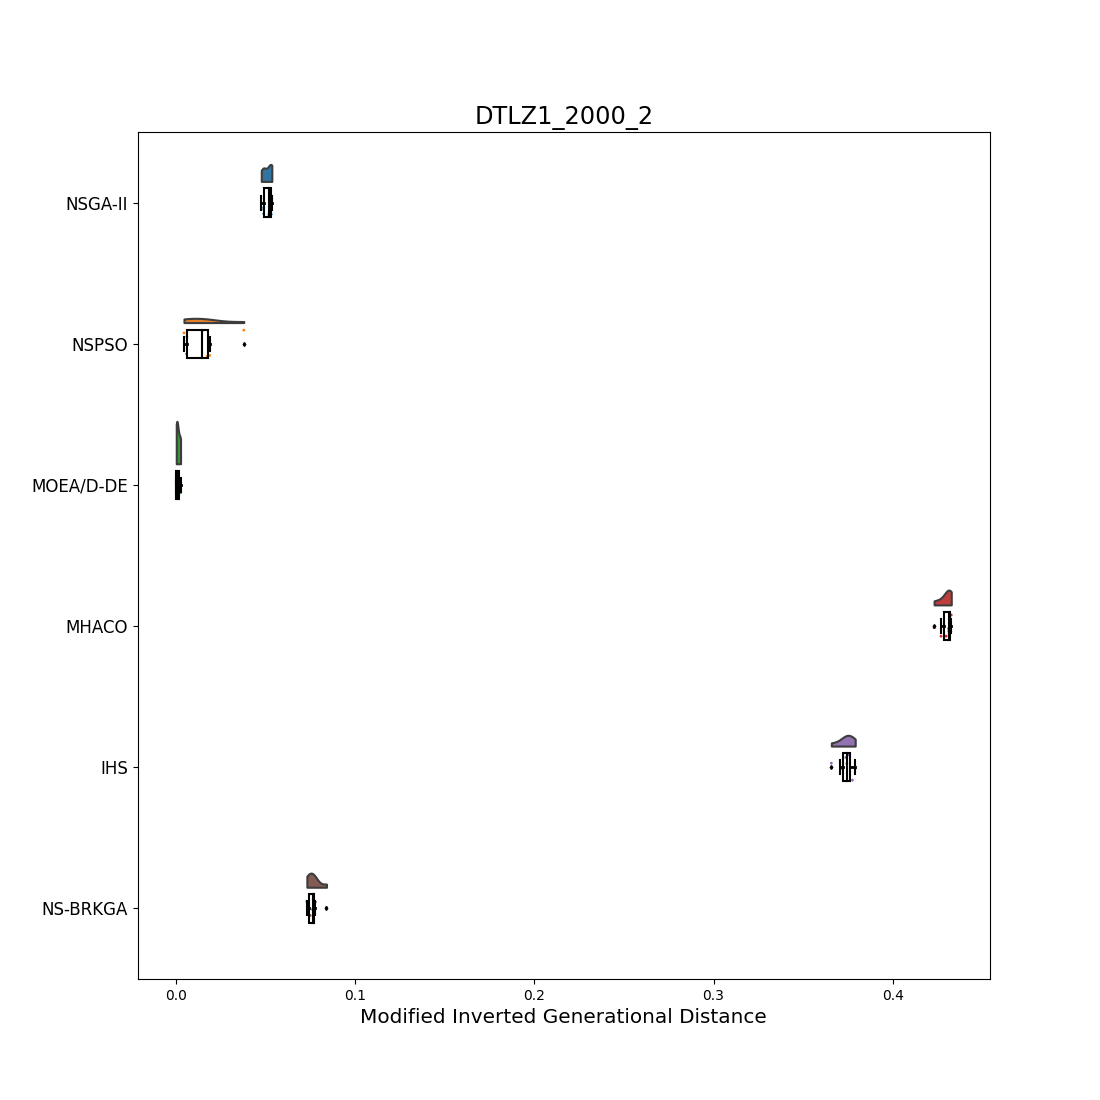 DTLZ1_2000_2
NSGA-II
NSPSO
MOEA/D-DE
MHACO
IHS
NS-BRKGA
0.0 0.1 0.2 0.3 0.4
Modified Inverted Generational Distance